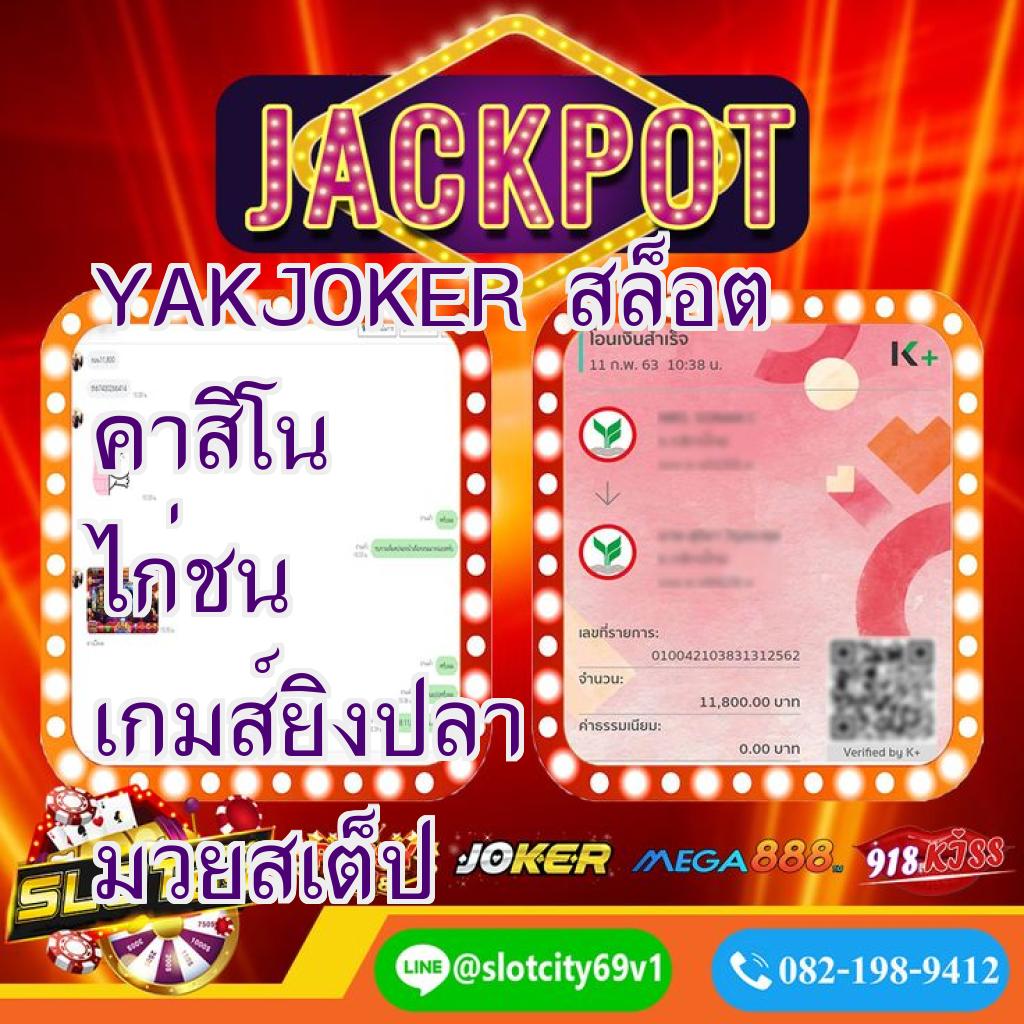 JACKPOT
YAKJOKER สล็อต
คาสิโน
ไก่ชน
เกมส์ยิงปลา
มวยสเต็ป
โอนเงินสำเร็จ
11 ก.พ. 63 10:38 น.
K+
เลขที่รายการ:
010042103831312562
จำนวน:
11,800.00 บาท
ค่าธรรมเนียม:
0.00 บาท
Verified by K+
JOKER MEGA888 918KISS
LINE @slotcity69v1
082-198-9412